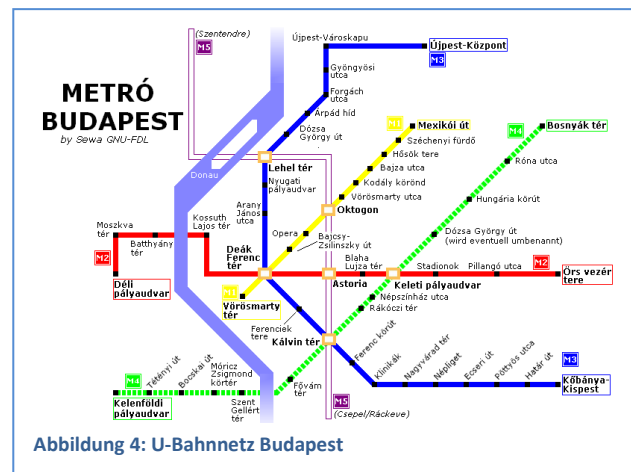 (Szentendre)
M5
Újpest-Városkapu
Újpest-Központ
M3
Gyöngyösi
utca
Forgách
utca
Árpád híd
Dózsa
György út
METRÓ
BUDAPEST
by Sewa GNU-FDL
M1
Mexikói út
Széchenyi fürdő
Hősök tere
Bajza utca
Kodály körönd
Vörösmarty utca
Oktogon
M4
Bosnyák tér
Róna utca
Hungária körút
Dózsa György út
(wird eventuell umbenannt)
Donau
Lehel tér
Nyugati
pályaudvar
Arany
János
utca
Opera
Bajcsy-
Zsilinszky út
Moszkva
tér
Batthyány
tér
Kossuth
Lajos tér
Deák
Ferenc
tér
M2
Déli
pályaudvar
Blaha
Lujza tér
Astoria
Stadionok
Pillangó utca
Keleti pályaudvar
M2
Örs vezér
tere
M1
Vörösmarty
tér
Népszínház utca
Rákóczi tér
Ferenciek
tere
Kálvin tér
Ferenc körút
Klinikák
Nagyvárad tér
Népliget
Ecseri út
Pöttyös utca
Határ út
M3
Kőbánya-
Kispest
M4
Kelenföldi
pályaudvar
Tétényi út
Bocskai út
Móricz
Zsigmond
körtér
Szent
Gellért
tér
Fővám
tér
M5
(Csepel/Ráckeve)
Abbildung 4: U-Bahnnetz Budapest